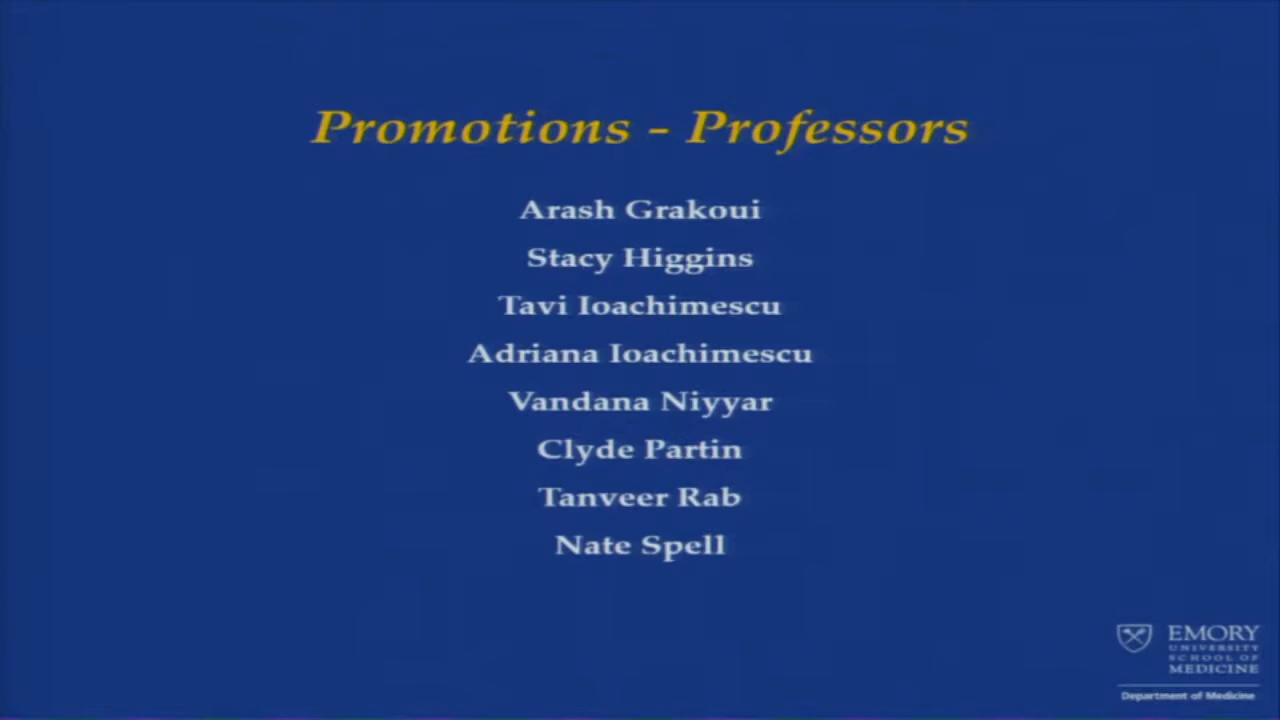 Promotions - Professors
Arash Grakoui
Stacy Higgins
Tavi Ioachimescu
Adriana Ioachimescu
Vandana Niyyar
Clyde Partin
Tanveer Rab
Nate Spell
EMORY
UNIVERSITY
SCHOOL OF
MEDICINE
Department of Medicine